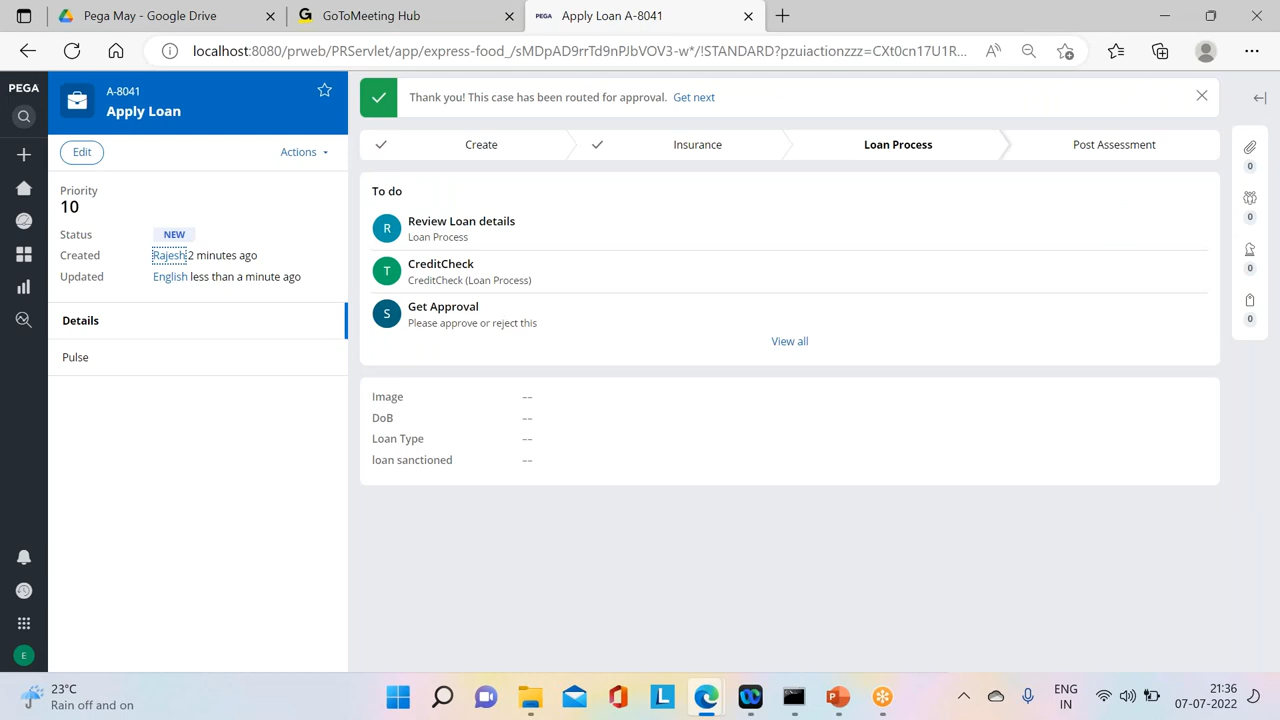 Prep May - Google Drive
GoToMeeting Hub
PEGA Apply Loan A-8041
localhost:8080/prweb/PRServlet/app/express-food_/sMDpAD9rrTd9nPJbVOV3-w*/!STANDARD?pzuiactionzzz=CXt0cn17U1R...
PEGA
A-8041
Apply Loan
Edit
Actions
Priority
10
Status NEW
Created Rajesh 2 minutes ago
Updated English less than a minute ago
Details
Pulse
E
Thank you! This case has been routed for approval. Get next
Create
Insurance
Loan Process
Post Assessment
To do
R
Review Loan details
Loan Process
T
CreditCheck
CreditCheck (Loan Process)
S
Get Approval
Please approve or reject this
View all
Image --
DoB --
Loan Type --
loan sanctioned --
0
0
0
0
23°C
Rain off and on
L
ENG
IN
21:36
07-07-2022